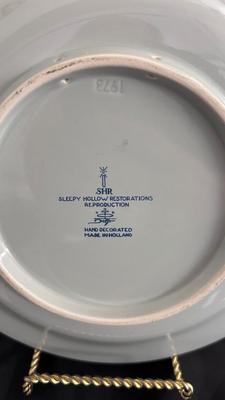 1973
SHR
SLEEPY HOLLOW RESTORATIONS
REPRODUCTION
HAND DECORATED
MADE IN HOLLAND